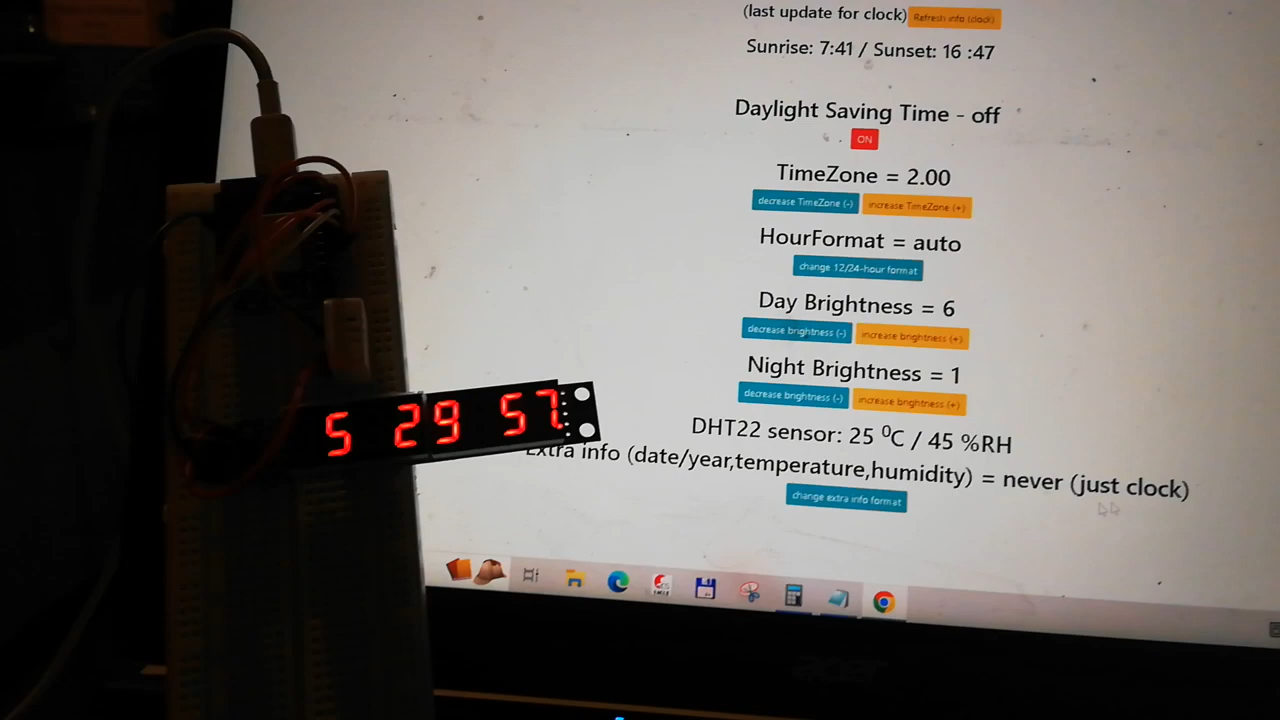 (last update for clock) Refresh info (clock)
Sunrise: 7:41 / Sunset: 16 :47
Daylight Saving Time - off
ON
TimeZone = 2.00
decrease TimeZone (-) increase TimeZone (+)
HourFormat = auto
change 12/24-hour format
Day Brightness = 6
decrease brightness (-) increase brightness (+)
Night Brightness = 1
decrease brightness (-) increase brightness (+)
5 29 57.
DHT22 sensor: 25 ⁰C / 45 %RH
Extra info (date/year,temperature,humidity) = never (just clock)
change extra info format
acer